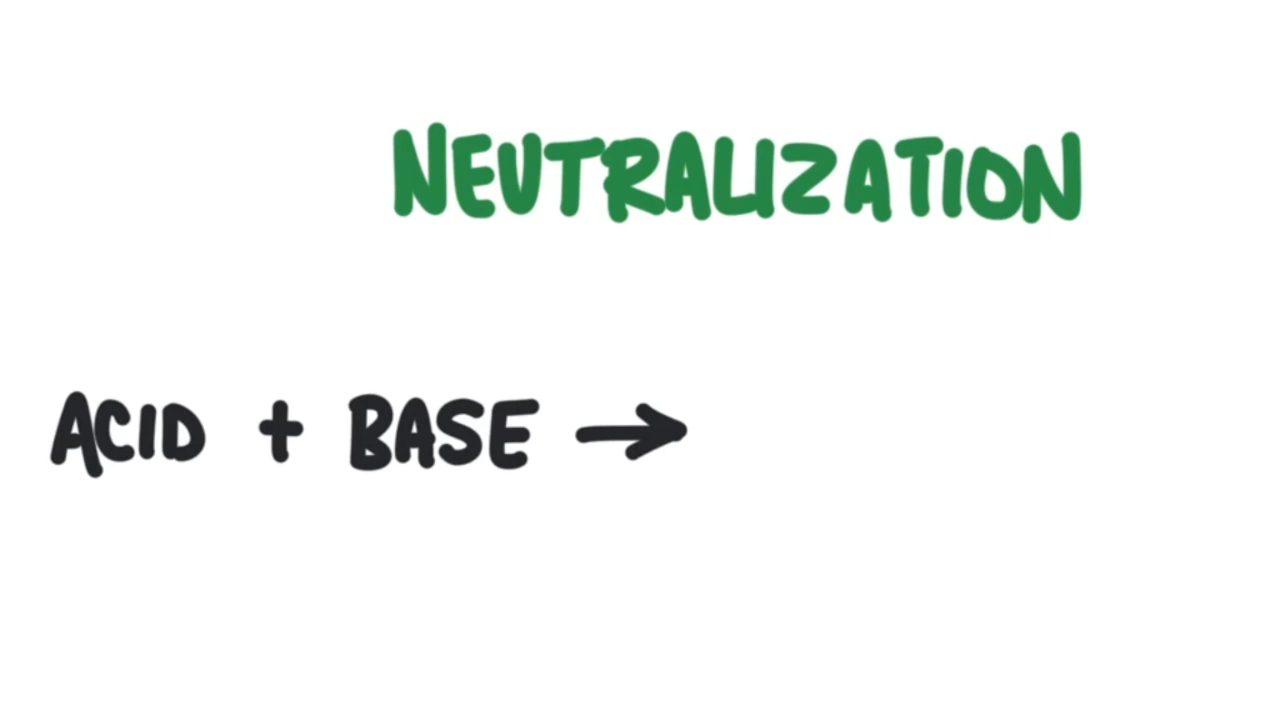 NEUTRALIZATION
ACID + BASE →